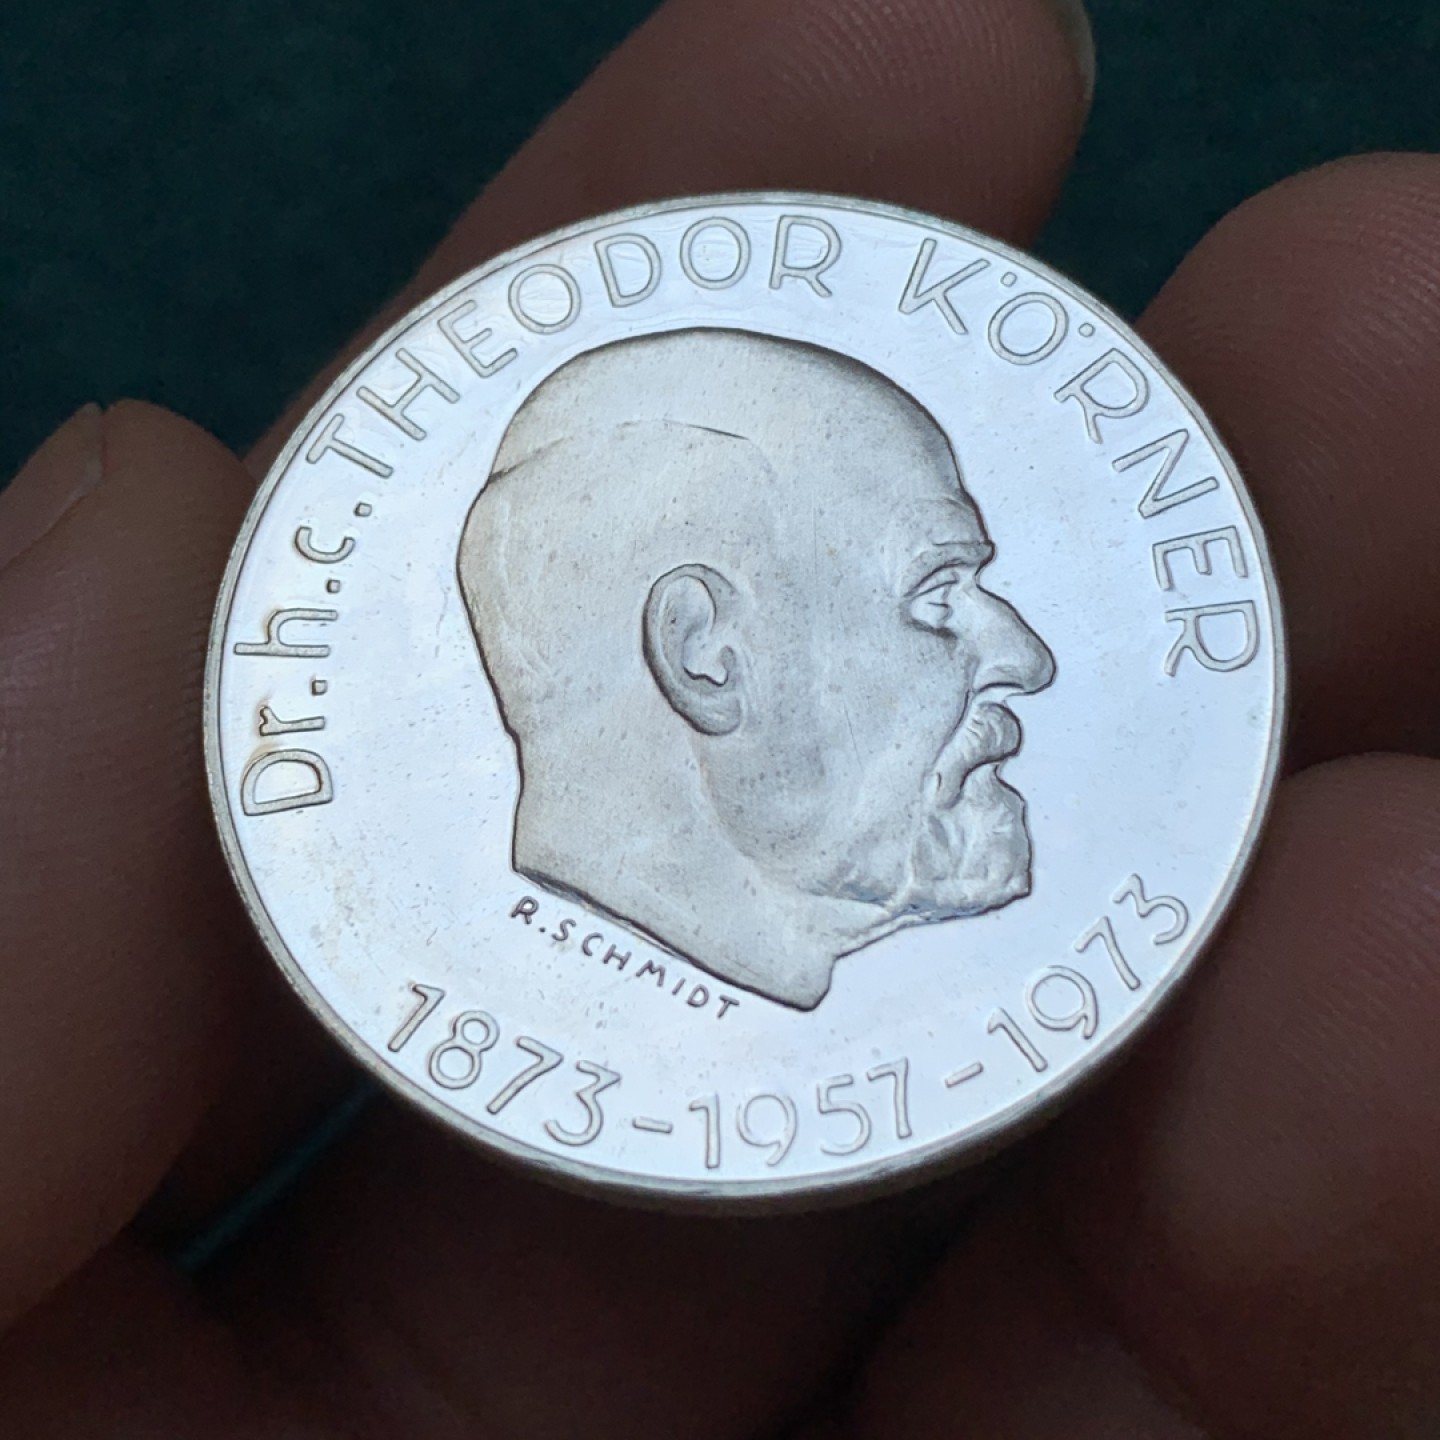 Dr.h.c.THEODOR KÖRNER
R.SCHMIDT
1873-1957-1973